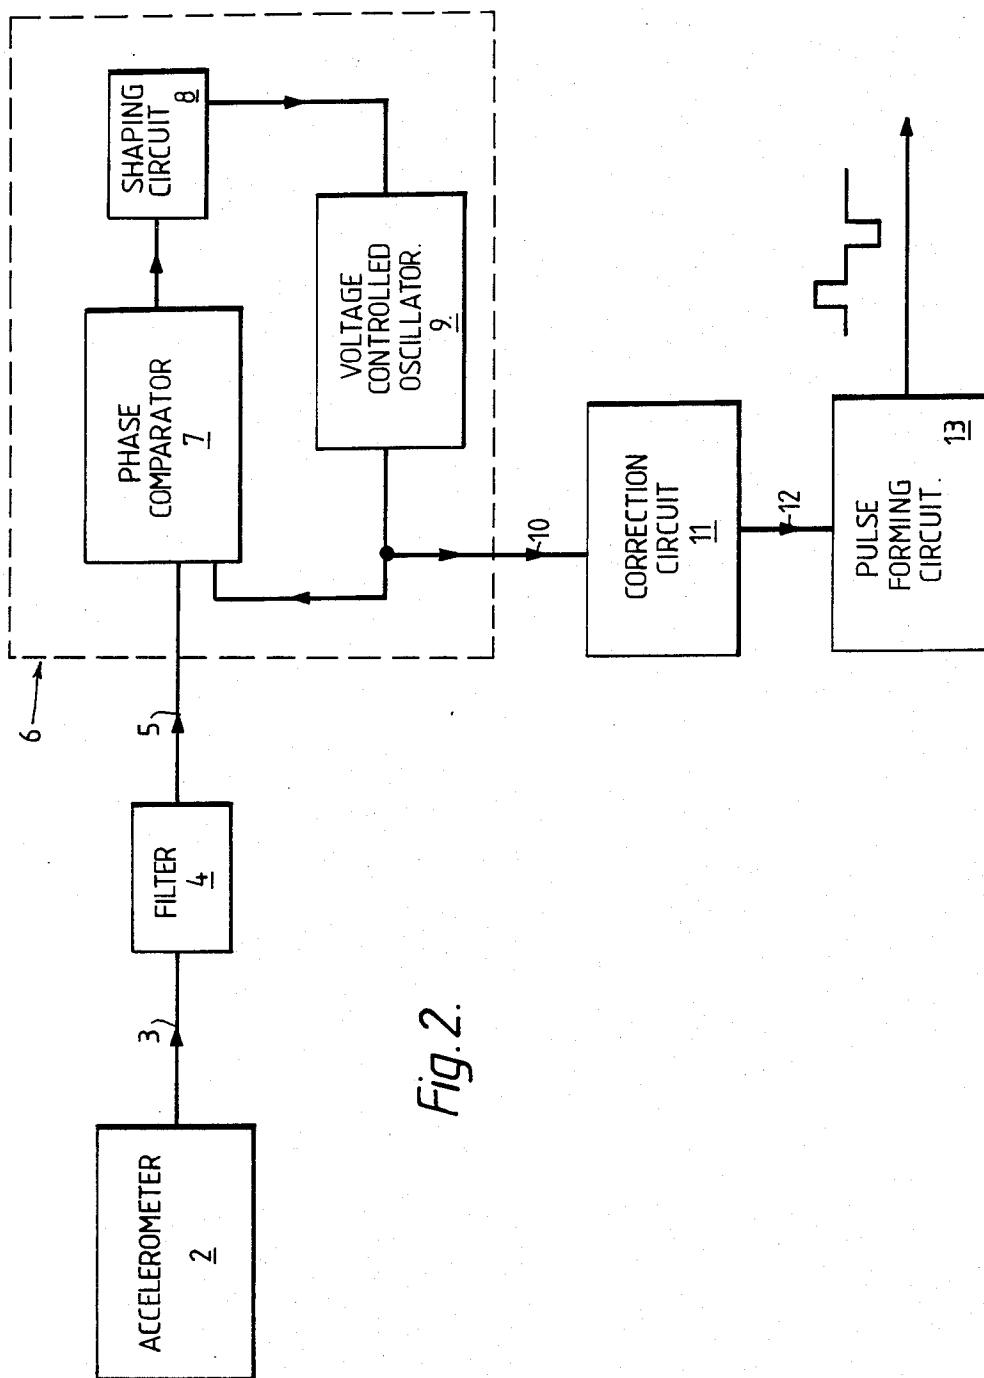 ACCELEROMETER
2
3
FILTER
4
5
6
PHASE
COMPARATOR
7
SHAPING
CIRCUIT
8
VOLTAGE
CONTROLLED
OSCILLATOR.
9.
10
CORRECTION
CIRCUIT
11
12
PULSE
FORMING
CIRCUIT.
13
Fig.2.